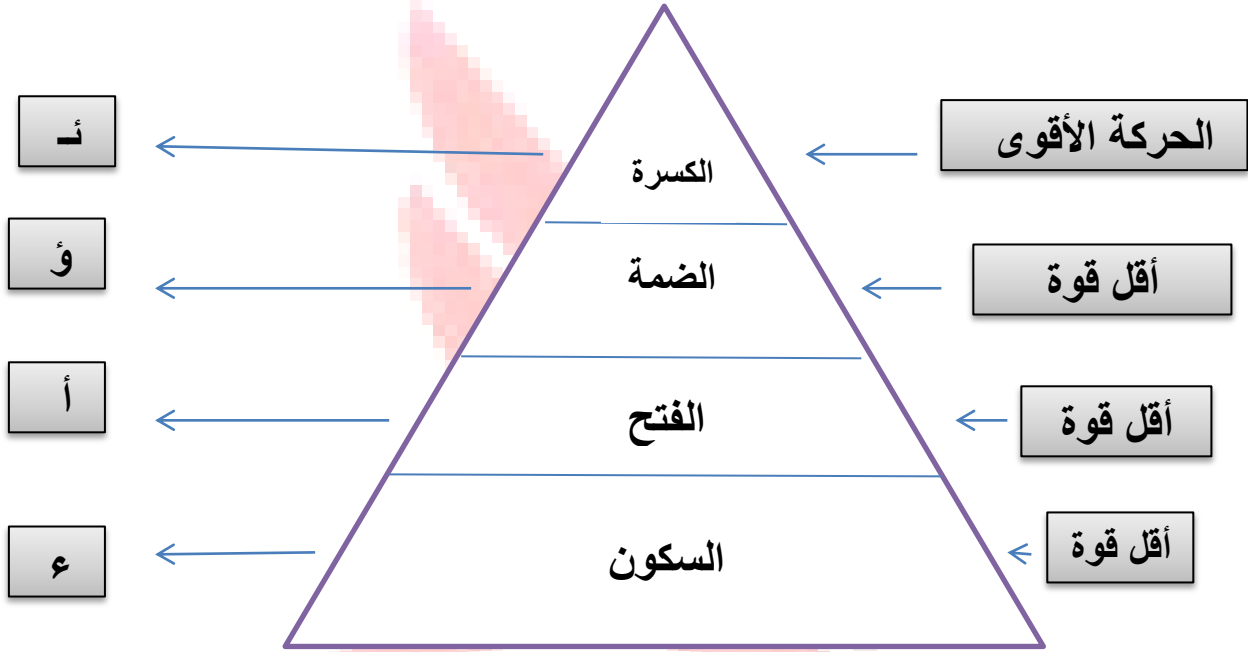 الحركة الأقوى
الكسرة
ئـ
أقل قوة
الضمة
ؤ
أقل قوة
الفتح
أ
أقل قوة
السكون
ء